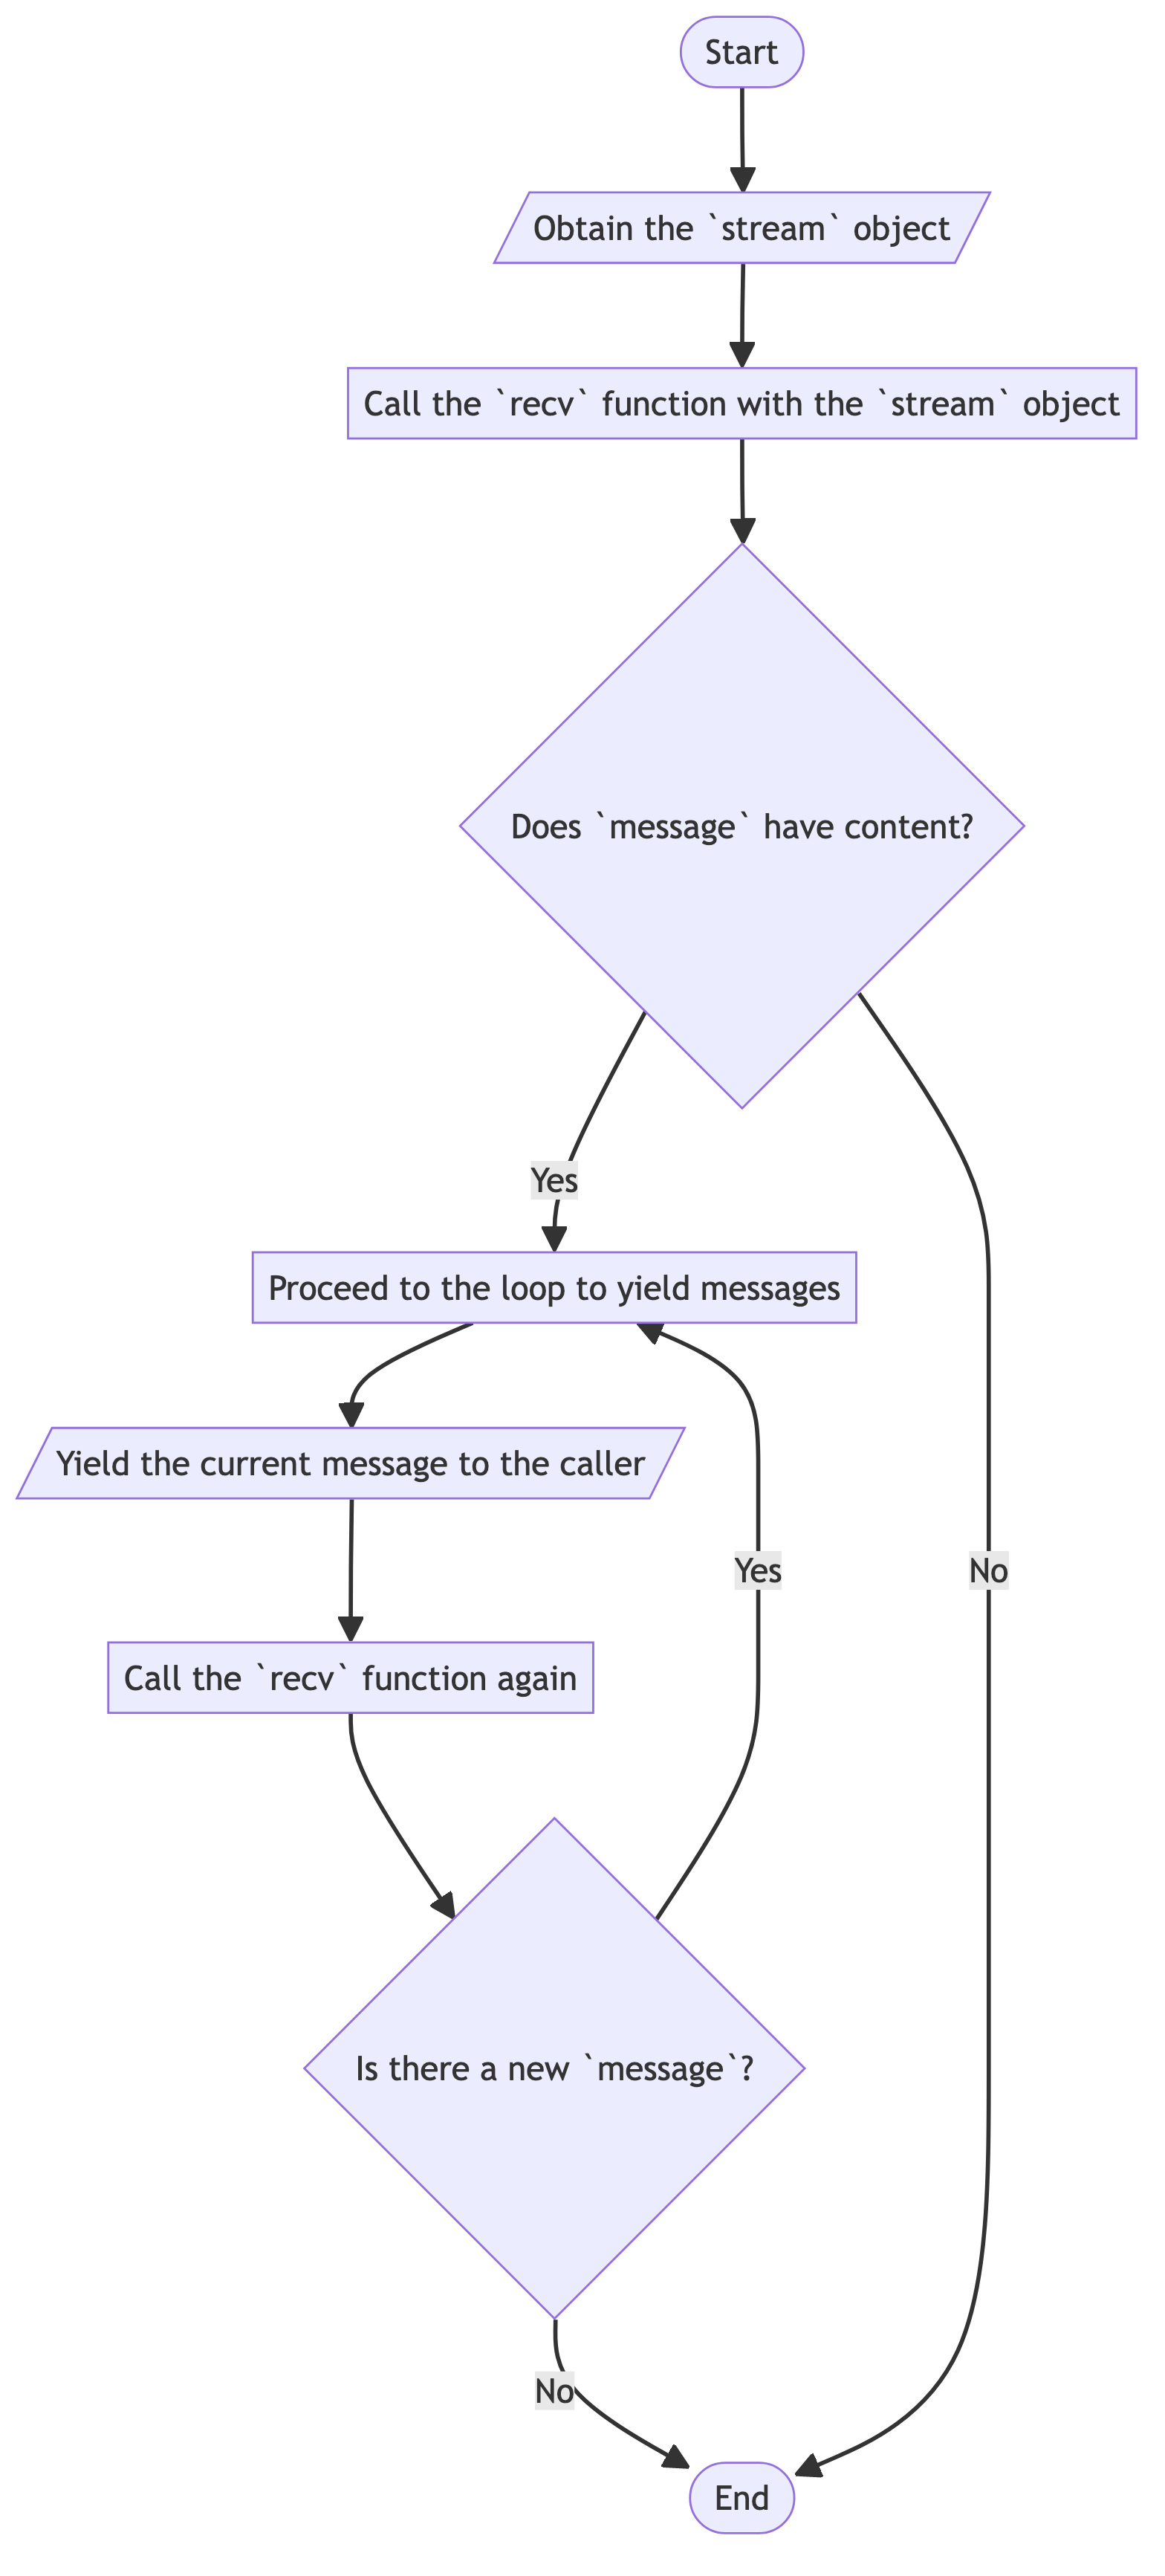 Start
Obtain the `stream` object
Call the `recv` function with the `stream` object
Does `message` have content?
Yes
Proceed to the loop to yield messages
Yield the current message to the caller
Yes
No
Call the `recv` function again
Is there a new `message`?
No
End